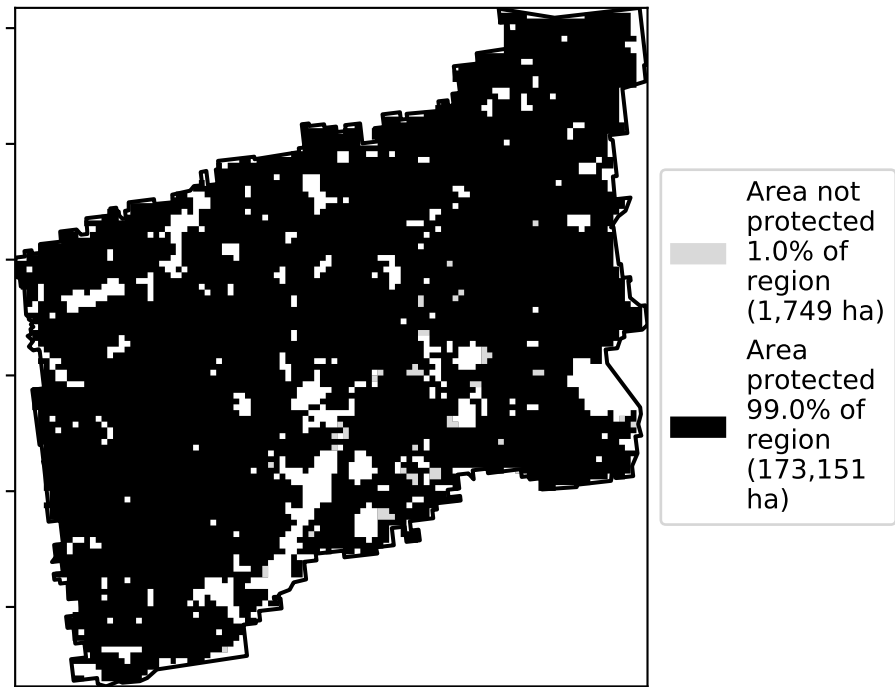 Area not
protected
1.0% of
region
(1,749 ha)
Area
protected
99.0% of
region
(173,151
ha)